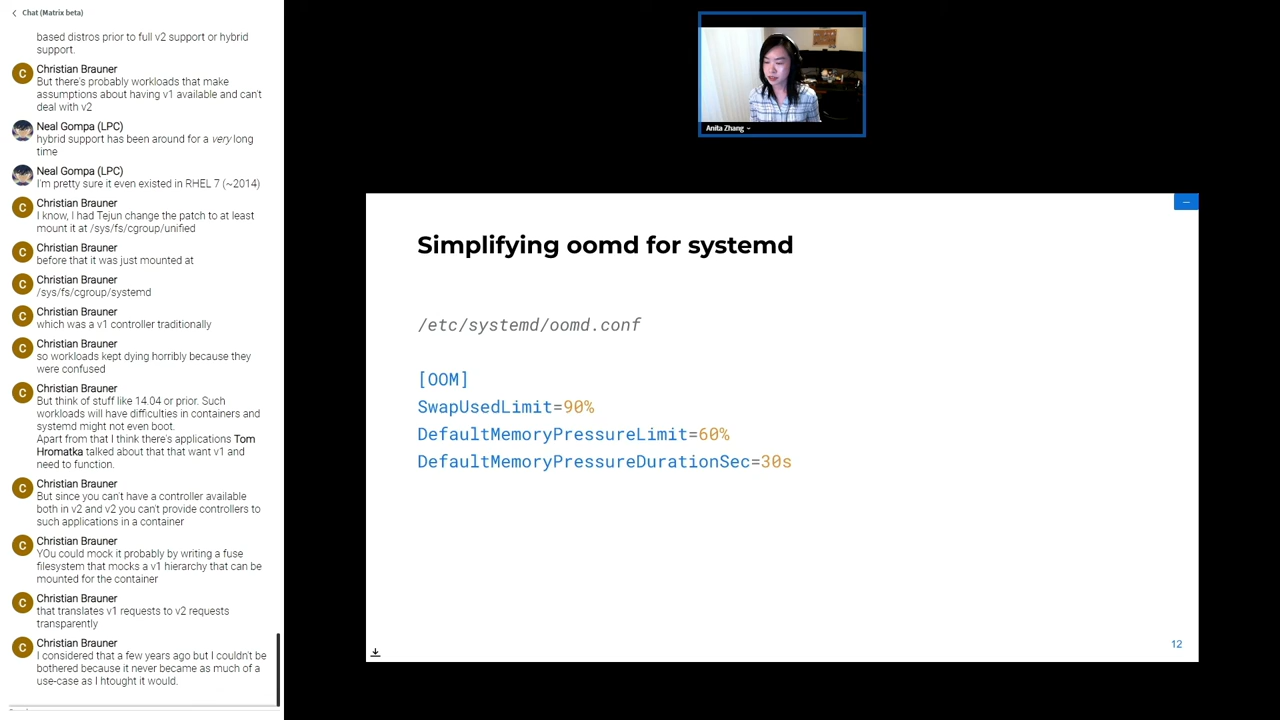 Chat (Matrix beta)
based distros prior to full v2 support or hybrid
support.
C
Christian Brauner
But there's probably workloads that make
assumptions about having v1 available and can't
deal with v2
Neal Gompa (LPC)
hybrid support has been around for a very long
time
Neal Gompa (LPC)
I'm pretty sure it even existed in RHEL 7 (~2014)
C
Christian Brauner
I know, I had Tejun change the patch to at least
mount it at /sys/fs/cgroup/unified
C
Christian Brauner
before that it was just mounted at
C
Christian Brauner
/sys/fs/cgroup/systemd
C
Christian Brauner
which was a v1 controller traditionally
C
Christian Brauner
so workloads kept dying horribly because they
were confused
C
Christian Brauner
But think of stuff like 14.04 or prior. Such
workloads will have difficulties in containers and
systemd might not even boot.
Apart from that I think there's applications Tom
Hromatka talked about that that want v1 and
need to function.
C
Christian Brauner
But since you can't have a controller available
both in v2 and v2 you can't provide controllers to
such applications in a container
C
Christian Brauner
YOu could mock it probably by writing a fuse
filesystem that mocks a v1 hierarchy that can be
mounted for the container
C
Christian Brauner
that translates v1 requests to v2 requests
transparently
C
Christian Brauner
I considered that a few years ago but I couldn't be
bothered because it never became as much of a
use-case as I htought it would.
Anita Zhang
Simplifying oomd for systemd
/etc/systemd/oomd.conf
[OOM]
SwapUsedLimit=90%
DefaultMemoryPressureLimit=60%
DefaultMemoryPressureDurationSec=30s
12